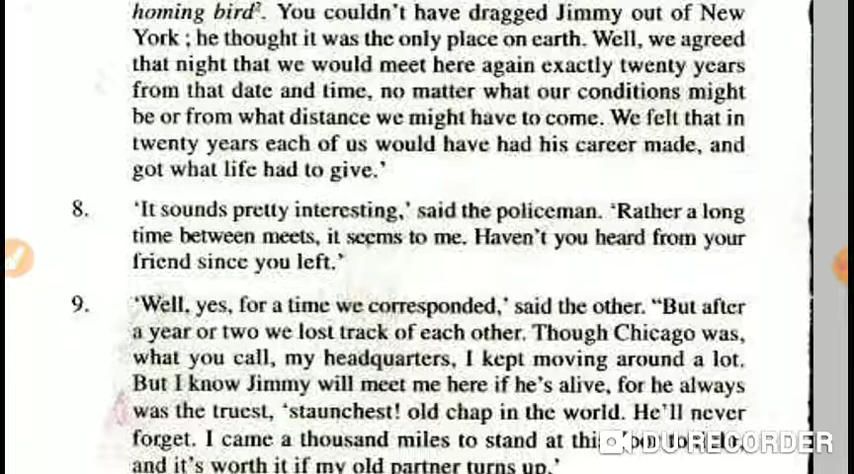 homing bird². You couldn't have dragged Jimmy out of New
York ; he thought it was the only place on earth. Well, we agreed
that night that we would meet here again exactly twenty years
from that date and time, no matter what our conditions might
be or from what distance we might have to come. We felt that in
twenty years each of us would have had his career made, and
got what life had to give.'
8. 'It sounds pretty interesting,' said the policeman. 'Rather a long
time between meets, it seems to me. Haven't you heard from your
friend since you left.'
9. 'Well, yes, for a time we corresponded,' said the other. "But after
a year or two we lost track of each other. Though Chicago was,
what you call, my headquarters, I kept moving around a lot.
But I know Jimmy will meet me here if he's alive, for he always
was the truest, 'staunchest! old chap in the world. He'll never
forget. I came a thousand miles to stand at this
and it's worth it if my old partner turns up.'
DU RECORDER